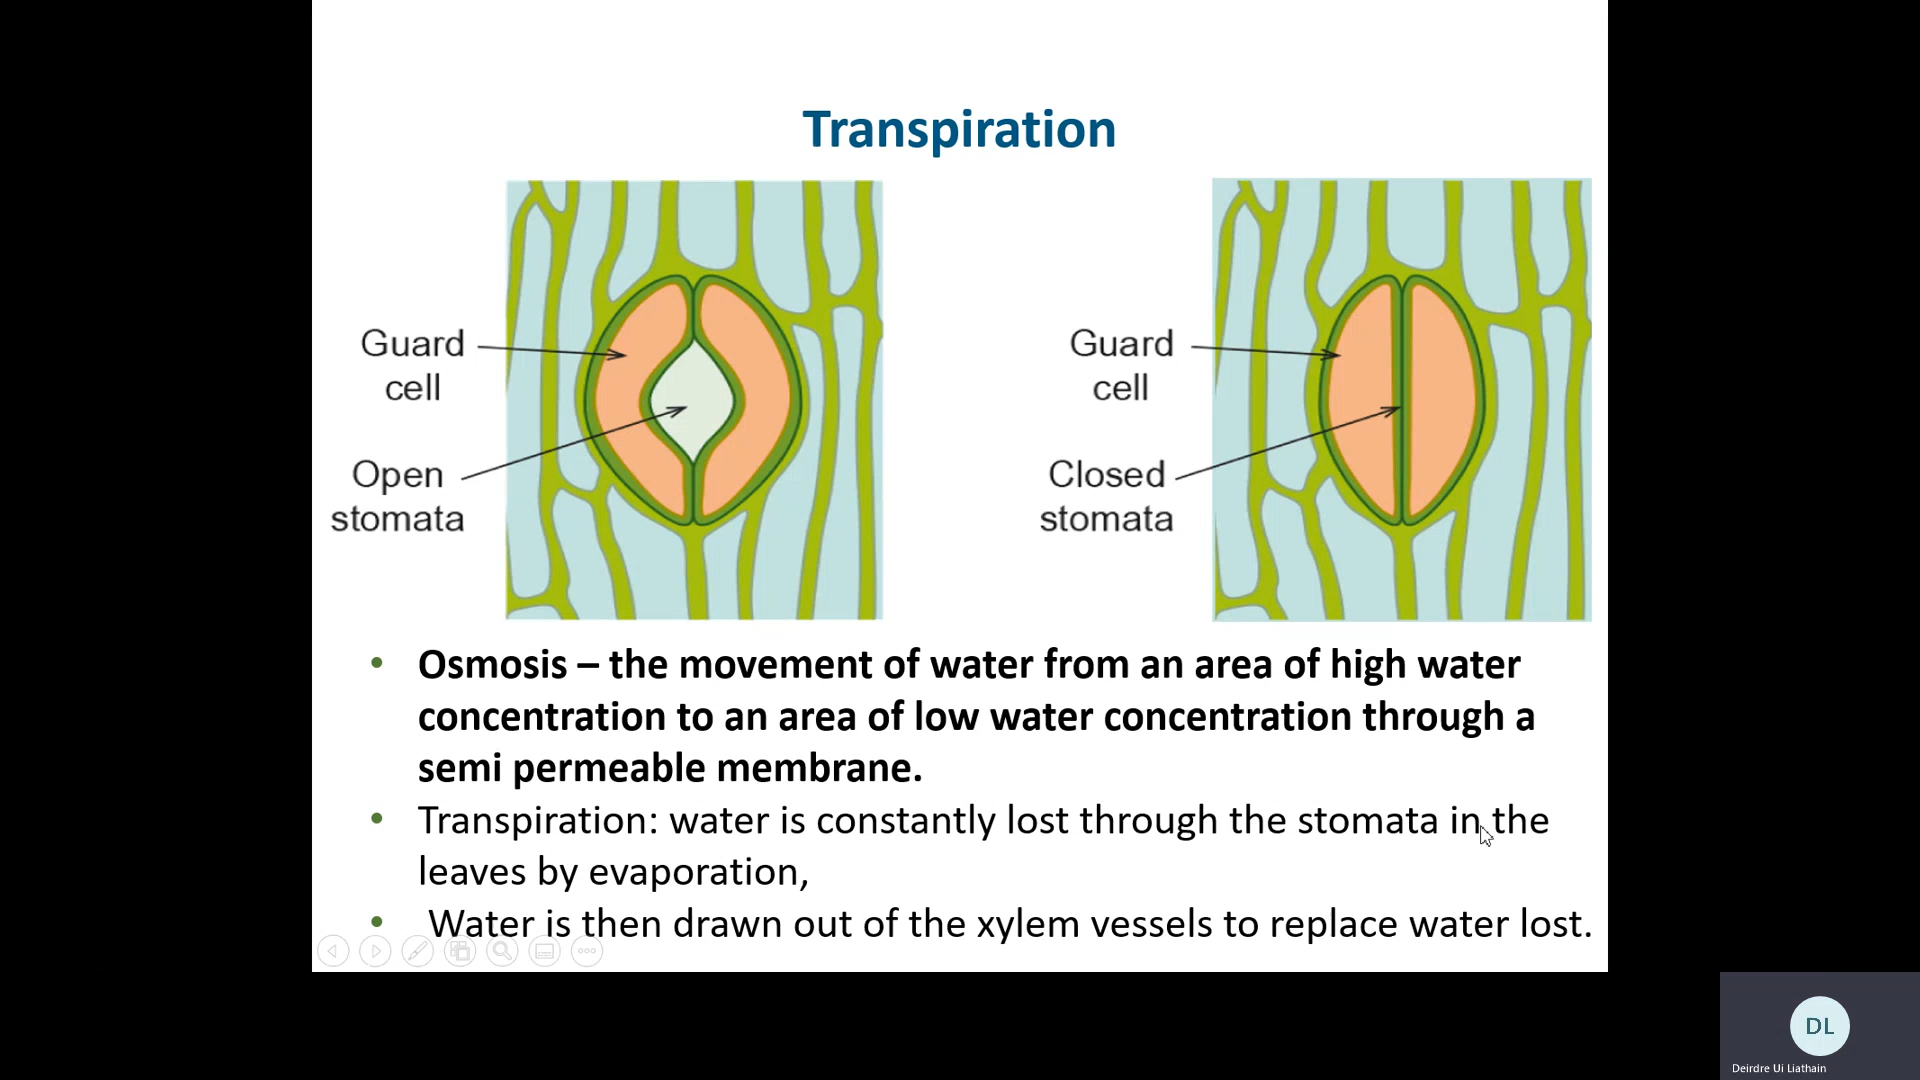 Transpiration
Guard
cell
Open
stomata
Guard
cell
Closed
stomata
• Osmosis – the movement of water from an area of high water
concentration to an area of low water concentration through a
semi permeable membrane.
• Transpiration: water is constantly lost through the stomata in the
leaves by evaporation,
• Water is then drawn out of the xylem vessels to replace water lost.
DL
Deirdre Ui Liathain